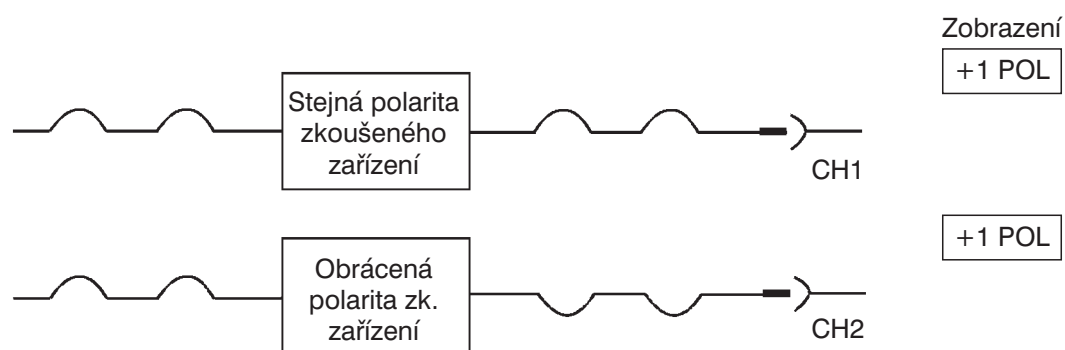 Zobrazení
+1 POL
Stejná polarita
zkoušeného
zařízení
CH1
+1 POL
Obrácená
polarita zk.
zařízení
CH2